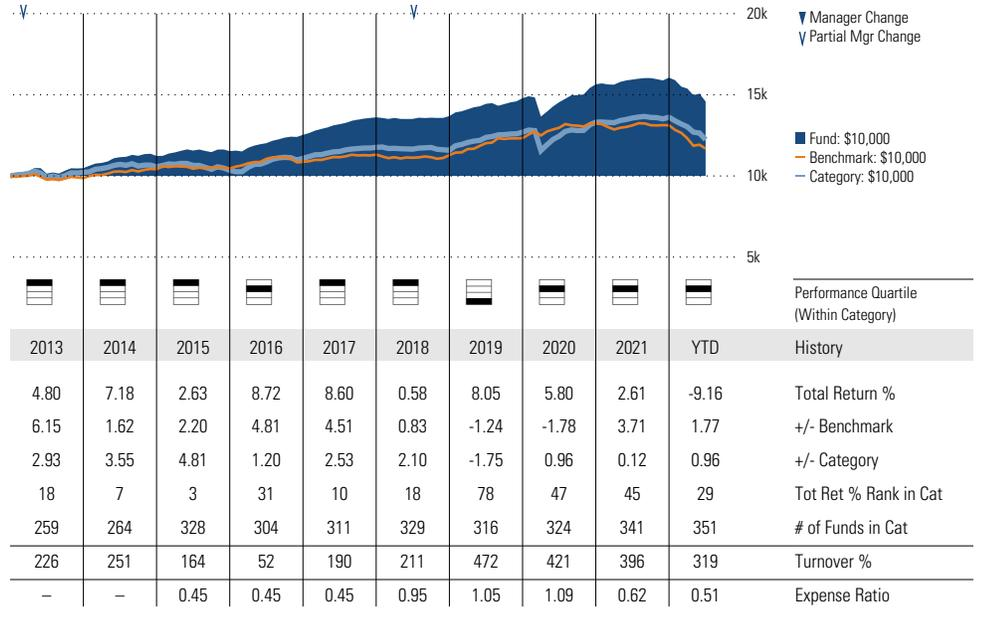 20k
Manager Change
Partial Mgr Change
15k
Fund: $10,000
Benchmark: $10,000
10k
Category: $10,000
5k
Performance Quartile
(Within Category)
2013 2014 2015 2016 2017 2018 2019 2020 2021 YTD History
4.80 7.18 2.63 8.72 8.60 0.58 8.05 5.80 2.61 -9.16 Total Return %
6.15 1.62 2.20 4.81 4.51 0.83 -1.24 -1.78 3.71 1.77 +/- Benchmark
2.93 3.55 4.81 1.20 2.53 2.10 -1.75 0.96 0.12 0.96 +/- Category
18 7 3 31 10 18 78 47 45 29 Tot Ret % Rank in Cat
259 264 328 304 311 329 316 324 341 351 # of Funds in Cat
226 251 164 52 190 211 472 421 396 319 Turnover %
– – 0.45 0.45 0.45 0.95 1.05 1.09 0.62 0.51 Expense Ratio